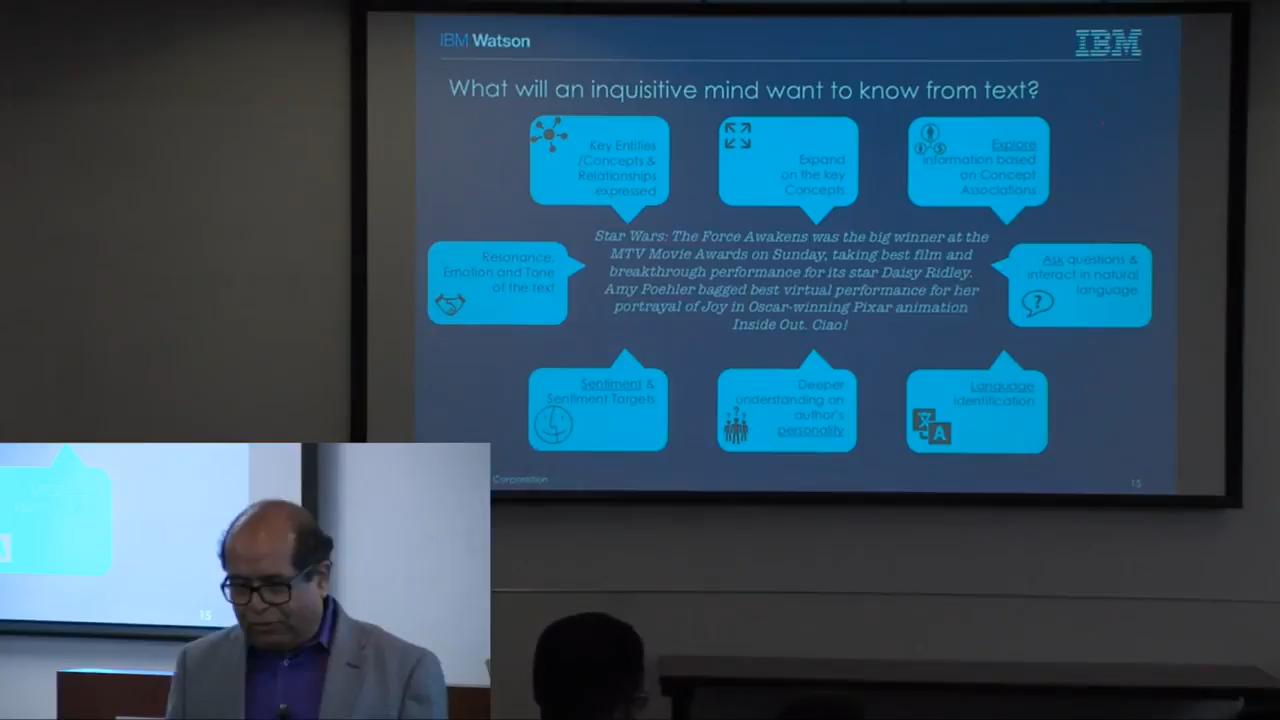 IBM Watson
IBM
What will an inquisitive mind want to know from text?
Key Entities
/Concepts &
Relationships
expressed
Expand
on the key
Concepts
Explore
information based
on Concept
Associations
Resonance,
Emotion and Tone
of the text
Star Wars: The Force Awakens was the big winner at the
MTV Movie Awards on Sunday, taking best film and
breakthrough performance for its star Daisy Ridley.
Amy Poehler bagged best virtual performance for her
portrayal of Joy in Oscar-winning Pixar animation
Inside Out. Ciao!
Ask questions &
interact in natural
language
Sentiment &
Sentiment Targets
Deeper
understanding on
author's
personality
Language
identification
A
Corporation
15
15